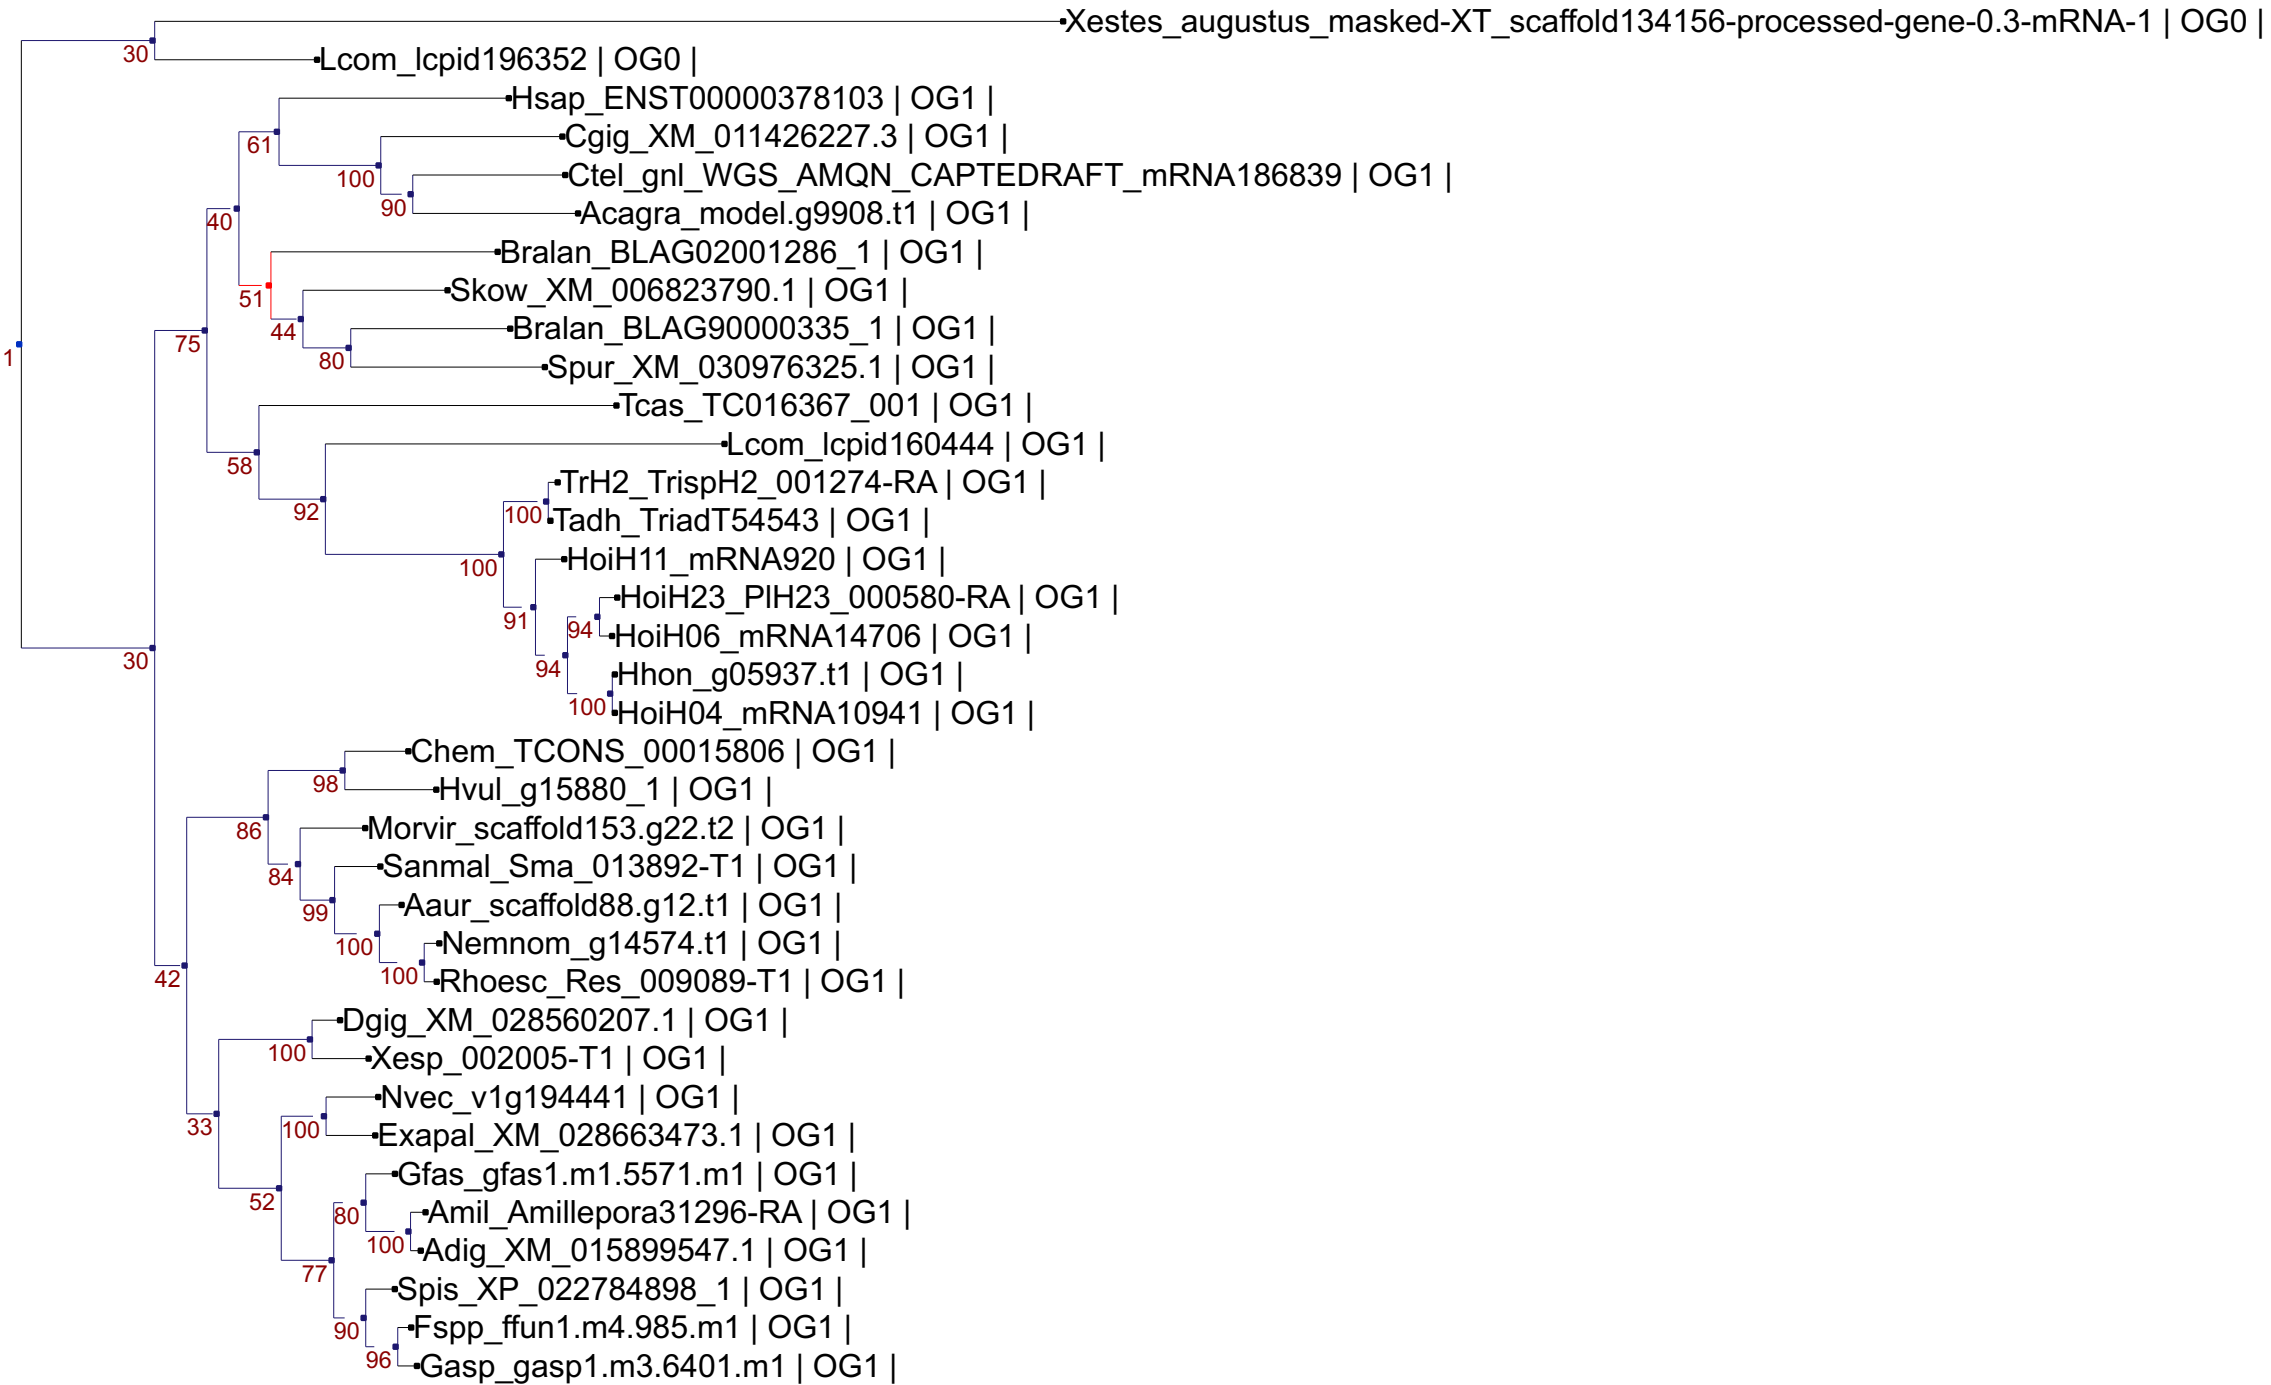 Xestes_augustus_masked-XT_scaffold134156-processed-gene-0.3-mRNA-1 | OG0 |
30
Lcom_lcpid196352 | OG0 |
Hsap_ENST00000378103 | OG1 |
61
Cgig_XM_011426227.3 | OG1 |
100
Ctel_gnl_WGS_AMQN_CAPTEDRAFT_mRNA186839 | OG1 |
90
Acagra_model.g9908.t1 | OG1 |
40
Bralan_BLAG02001286_1 | OG1 |
51
Skow_XM_006823790.1 | OG1 |
44
Bralan_BLAG90000335_1 | OG1 |
75
1
80
Spur_XM_030976325.1 | OG1 |
Tcas_TC016367_001 | OG1 |
Lcom_lcpid160444 | OG1 |
58
TrH2_TrispH2_001274-RA | OG1 |
92
100
Tadh_TriadT54543 | OG1 |
HoiH11_mRNA920 | OG1 |
100
HoiH23_PlH23_000580-RA | OG1 |
91
94
HoiH06_mRNA14706 | OG1 |
30
94
Hhon_g05937.t1 | OG1 |
100
HoiH04_mRNA10941 | OG1 |
Chem_TCONS_00015806 | OG1 |
98
Hvul_g15880_1 | OG1 |
86
Morvir_scaffold153.g22.t2 | OG1 |
Sanmal_Sma_013892-T1 | OG1 |
84
Aaur_scaffold88.g12.t1 | OG1 |
99
Nemnom_g14574.t1 | OG1 |
100
42
100
Rhoesc_Res_009089-T1 | OG1 |
Dgig_XM_028560207.1 | OG1 |
100
Xesp_002005-T1 | OG1 |
Nvec_v1g194441 | OG1 |
33
100
Exapal_XM_028663473.1 | OG1 |
Gfas_gfas1.m1.5571.m1 | OG1 |
52
80
Amil_Amillepora31296-RA | OG1 |
100
Adig_XM_015899547.1 | OG1 |
77
Spis_XP_022784898_1 | OG1 |
90
Fspp_ffun1.m4.985.m1 | OG1 |
96
Gasp_gasp1.m3.6401.m1 | OG1 |